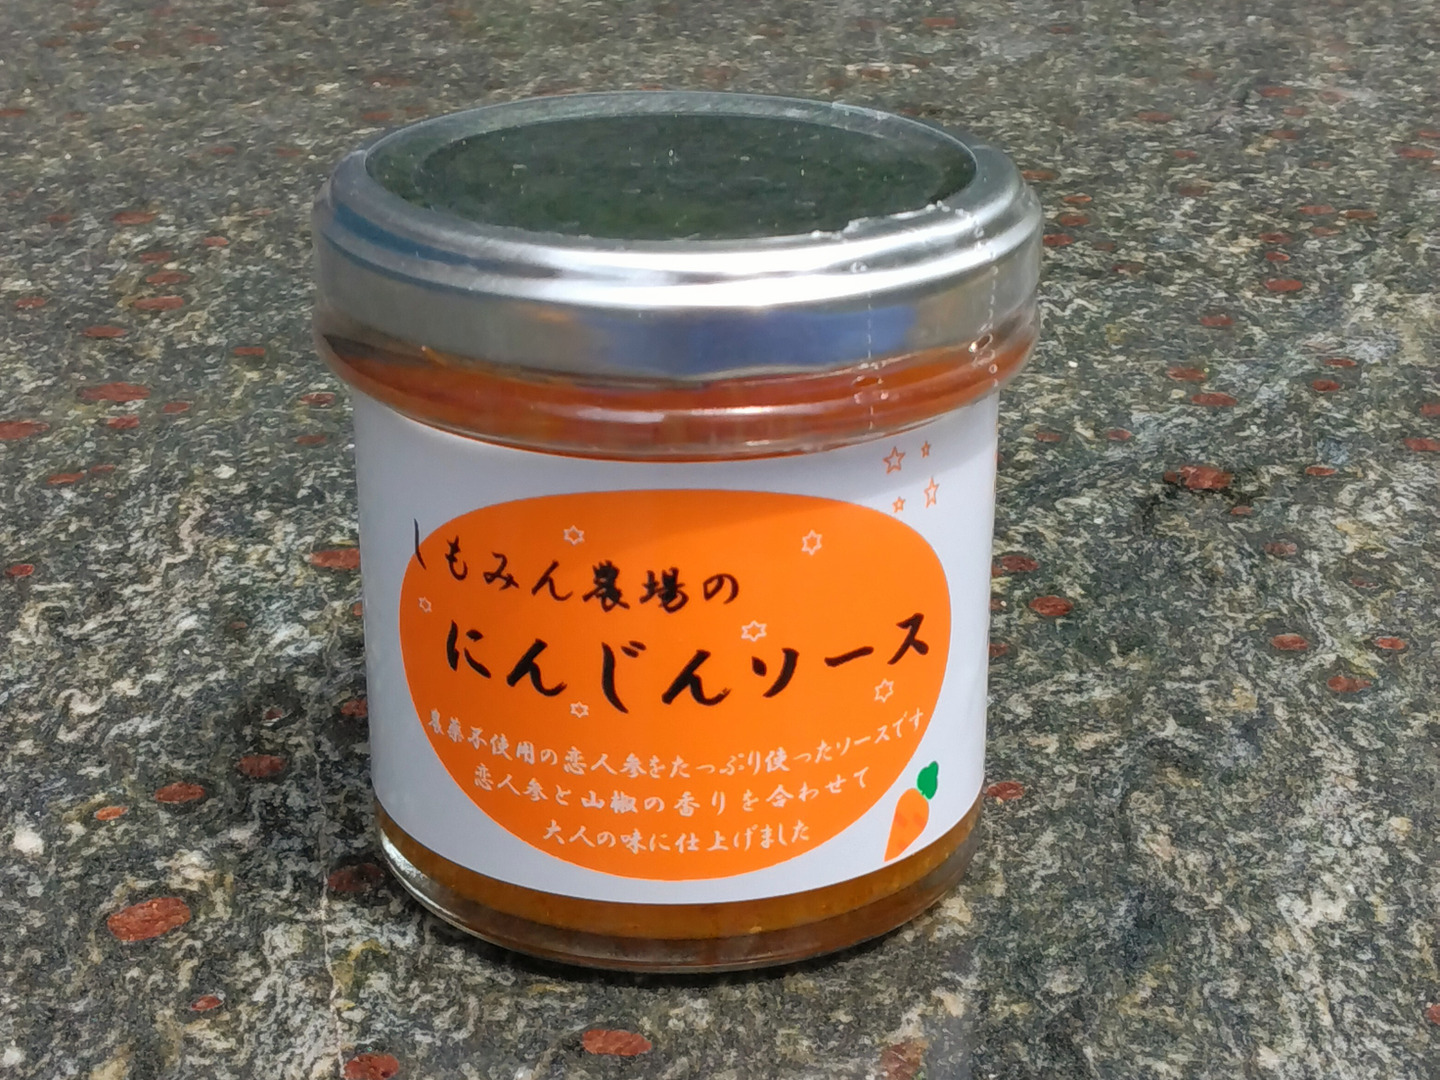 しもみん農場の
にんじんソース
農薬不使用の恋人参をたっぷり使ったソースです
恋人参と山椒の香りを合わせて
大人の味に仕上げました